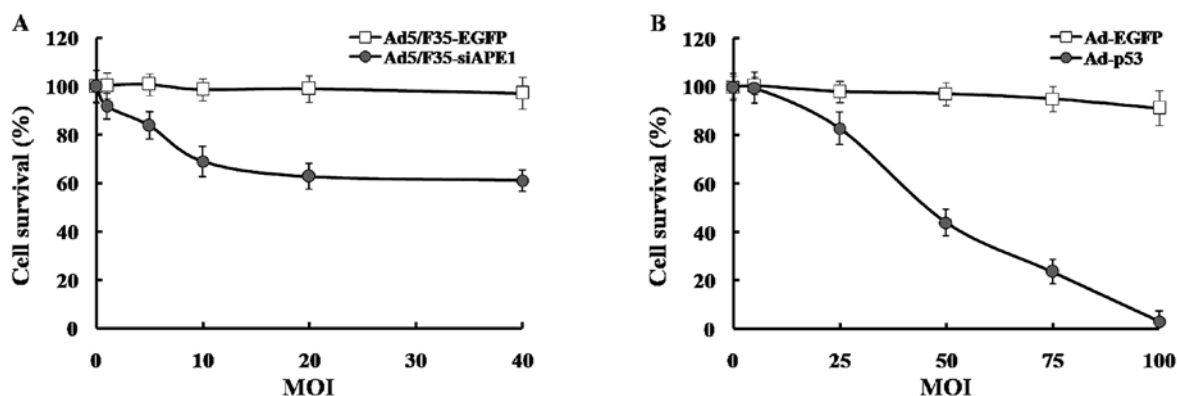 A
Ad5/F35-EGFP
Ad5/F35-siAPE1
120
100
80
60
40
20
0
Cell survival (%)
0 10 20 30 40
MOI
B
Ad-EGFP
Ad-p53
120
100
80
60
40
20
0
Cell survival (%)
0 25 50 75 100
MOI